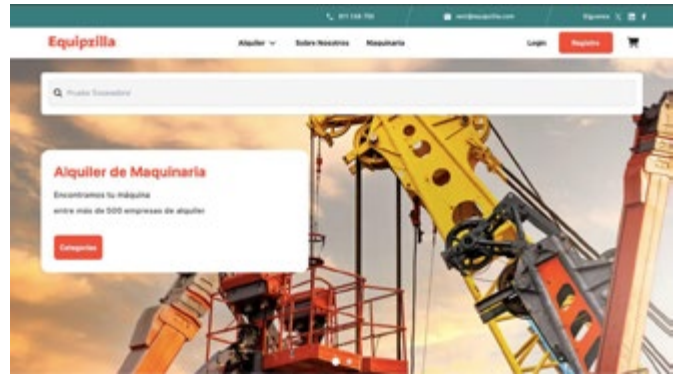 Síguenos
Equipzilla
Alquiler
Sobre Nosotros
Maquinaria
Login
Registro
Alquiler de Maquinaria
Encontramos tu máquina
entre más de 500 empresas de alquiler
Categorías